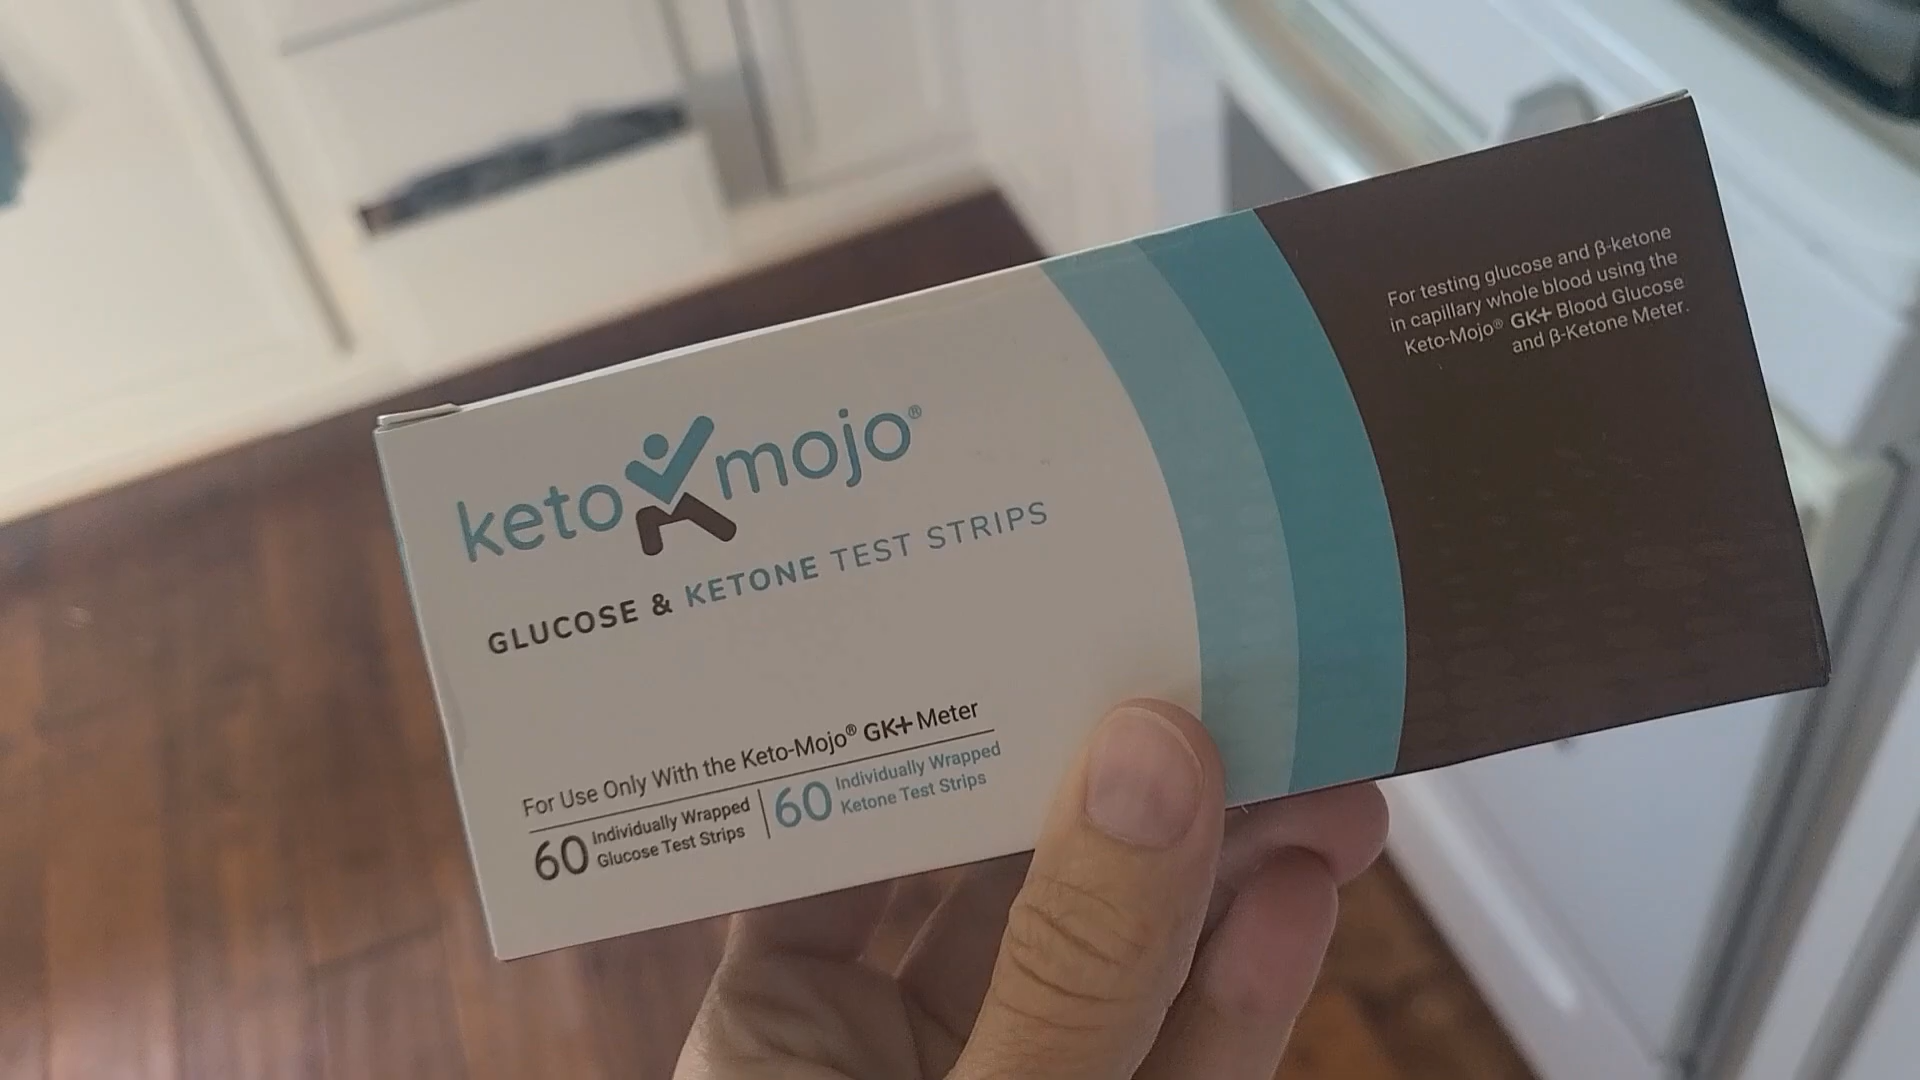 keto mojo®
GLUCOSE & KETONE TEST STRIPS
For Use Only With the Keto-Mojo® GK+ Meter
60 Individually Wrapped
Glucose Test Strips
60 Individually Wrapped
Ketone Test Strips
For testing glucose and β-ketone
in capillary whole blood using the
Keto-Mojo® GK+ Blood Glucose
and β-Ketone Meter.